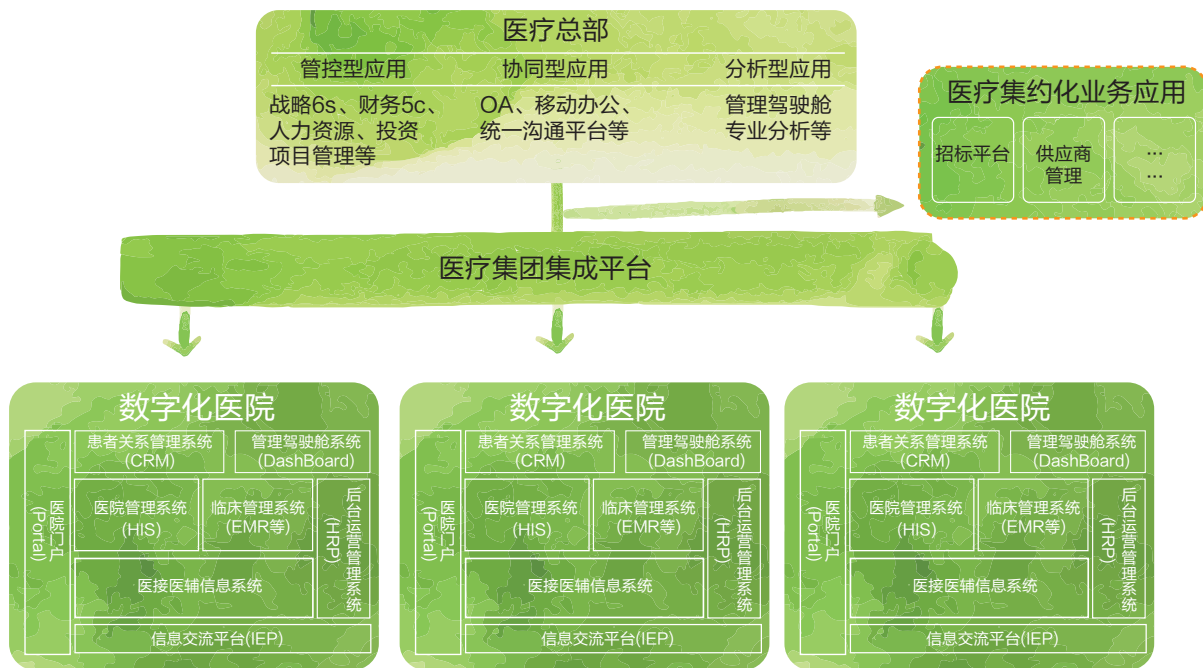 医疗总部
管控型应用
协同型应用
分析型应用
战略6s、财务5c、
人力资源、投资
项目管理等
OA、移动办公、
统一沟通平台等
管理驾驶舱
专业分析等
医疗集约化业务应用
招标平台
供应商
管理
...
...
医疗集团集成平台
数字化医院
患者关系管理系统
(CRM)
管理驾驶舱系统
(DashBoard)
医院门户
(Portal)
医院管理系统
(HIS)
临床管理系统
(EMR等)
后台运营管理系统
(HRP)
医接医辅信息系统
信息交流平台(IEP)
数字化医院
患者关系管理系统
(CRM)
管理驾驶舱系统
(DashBoard)
医院门户
(Portal)
医院管理系统
(HIS)
临床管理系统
(EMR等)
后台运营管理系统
(HRP)
医接医辅信息系统
信息交流平台(IEP)
数字化医院
患者关系管理系统
(CRM)
管理驾驶舱系统
(DashBoard)
医院门户
(Portal)
医院管理系统
(HIS)
临床管理系统
(EMR等)
后台运营管理系统
(HRP)
医接医辅信息系统
信息交流平台(IEP)